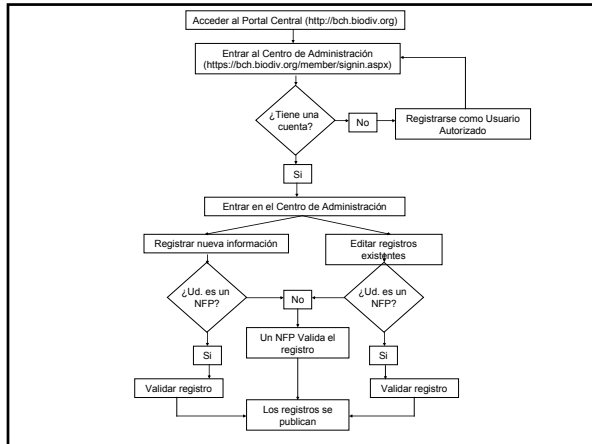 Acceder al Portal Central (http://bch.biodiv.org)
Entrar al Centro de Administración
(https://bch.biodiv.org/member/signin.aspx)
¿Tiene una
cuenta?
No
Registrarse como Usuario
Autorizado
Si
Entrar en el Centro de Administración
Registrar nueva información
Editar registros
existentes
¿Ud. es un
NFP?
No
¿Ud. es un
NFP?
Un NFP Valida el
registro
Si
Si
Validar registro
Validar registro
Los registros se
publican